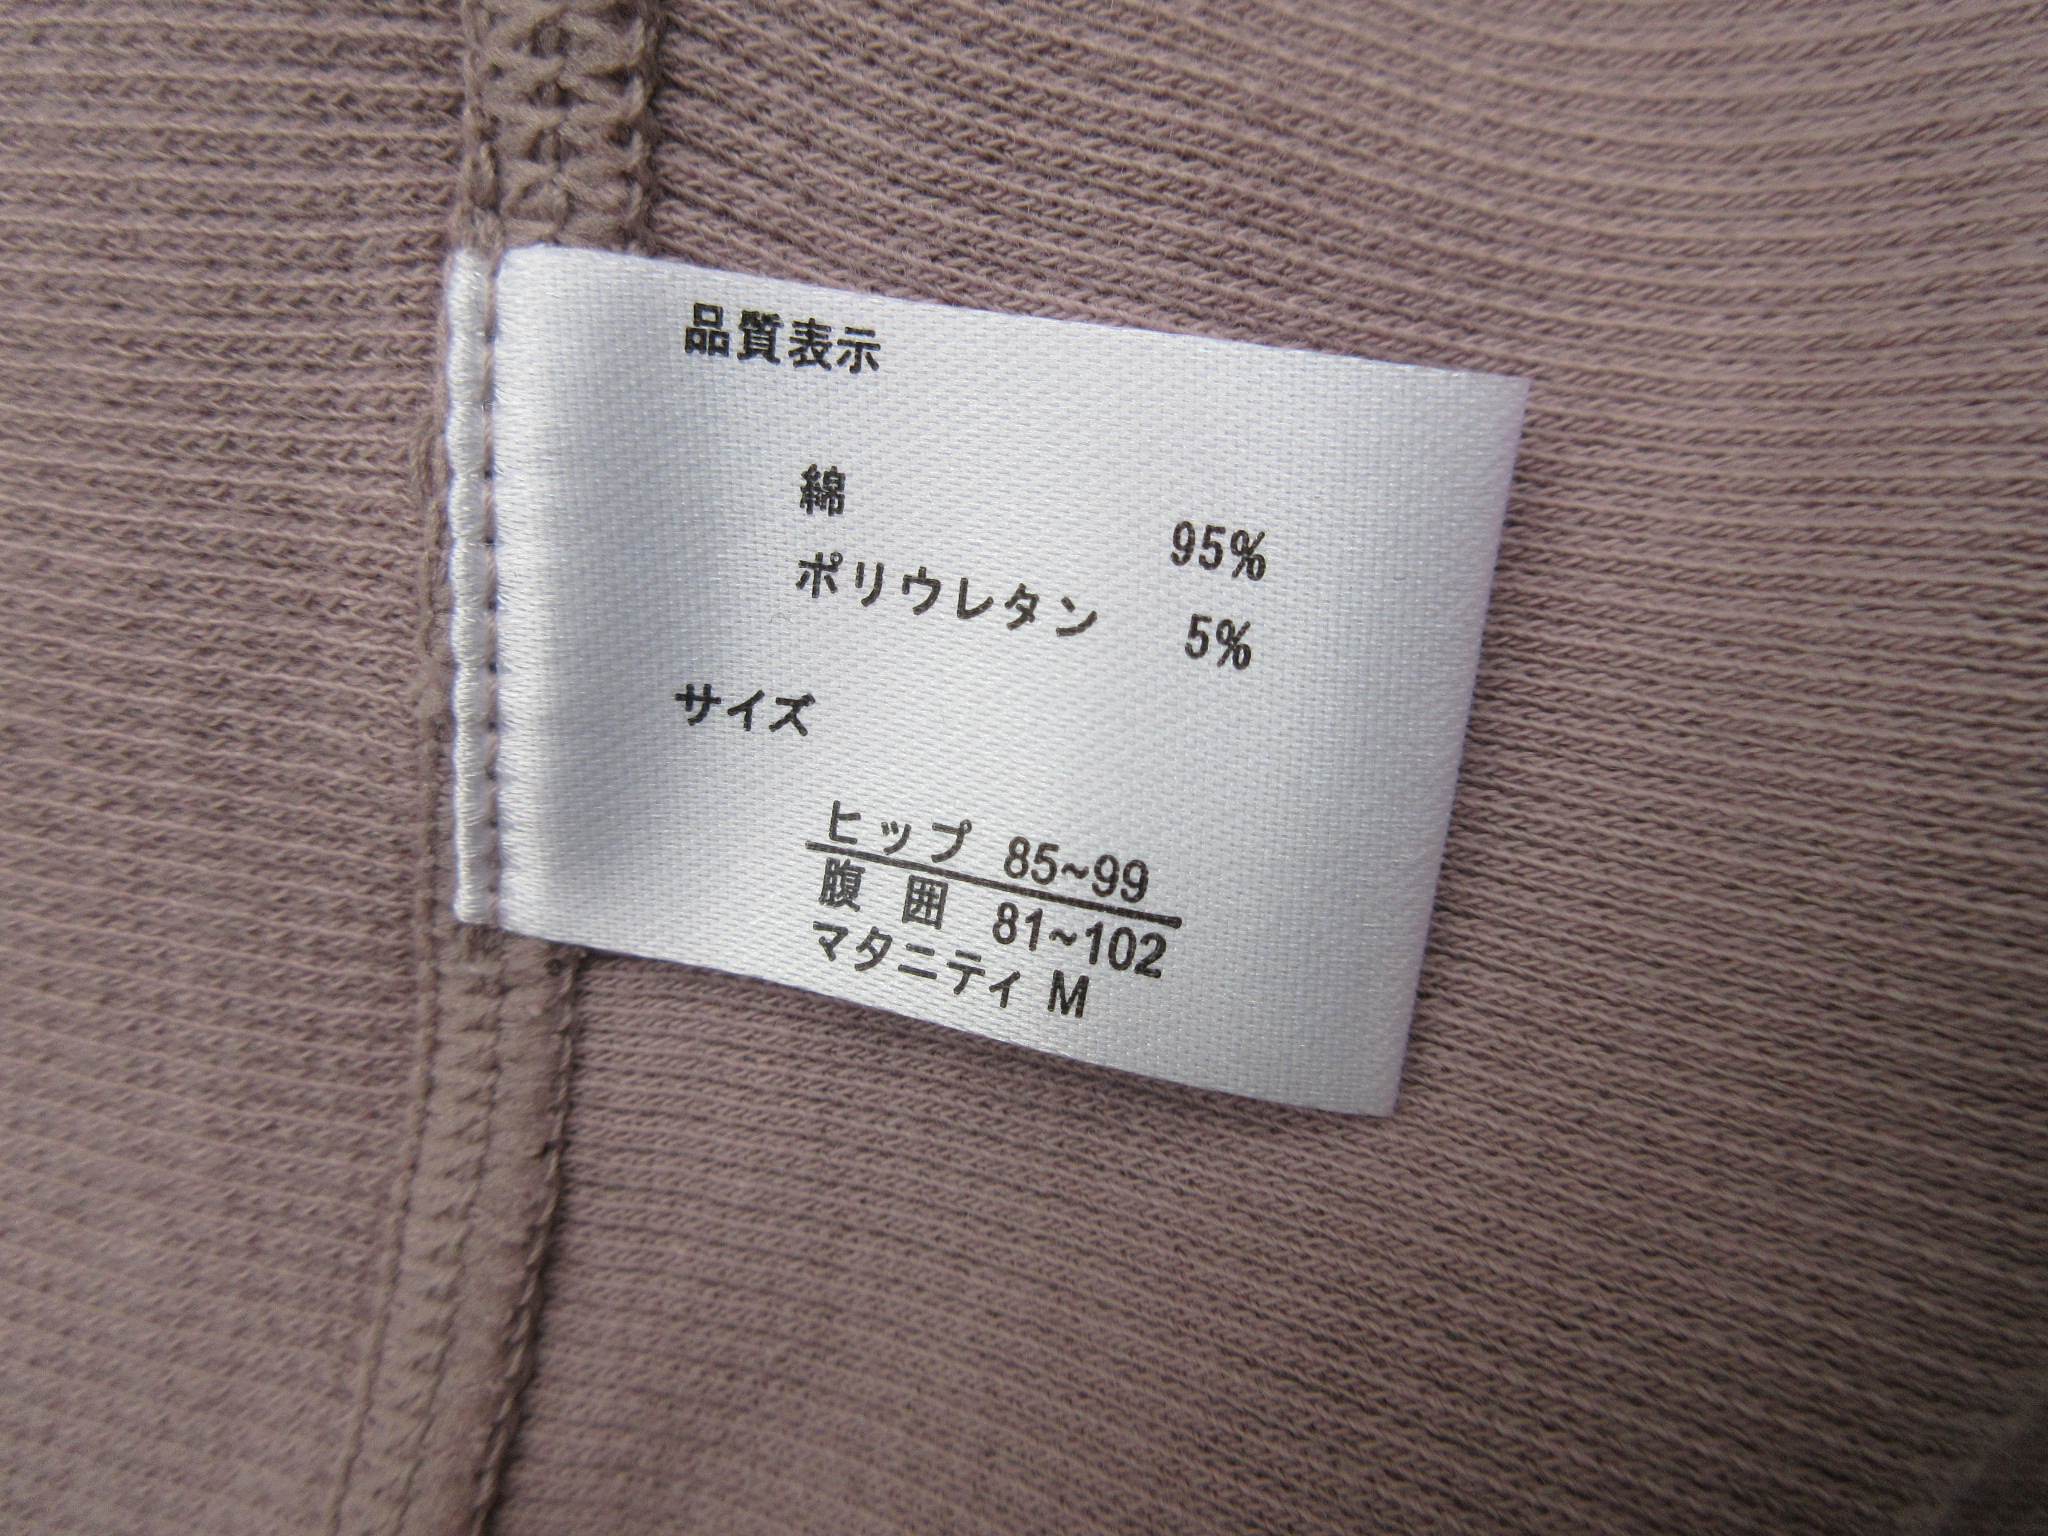 品質表示
綿 95%
ポリウレタン 5%
サイズ
ヒップ 85~99
腹囲 81~102
マタニティ M